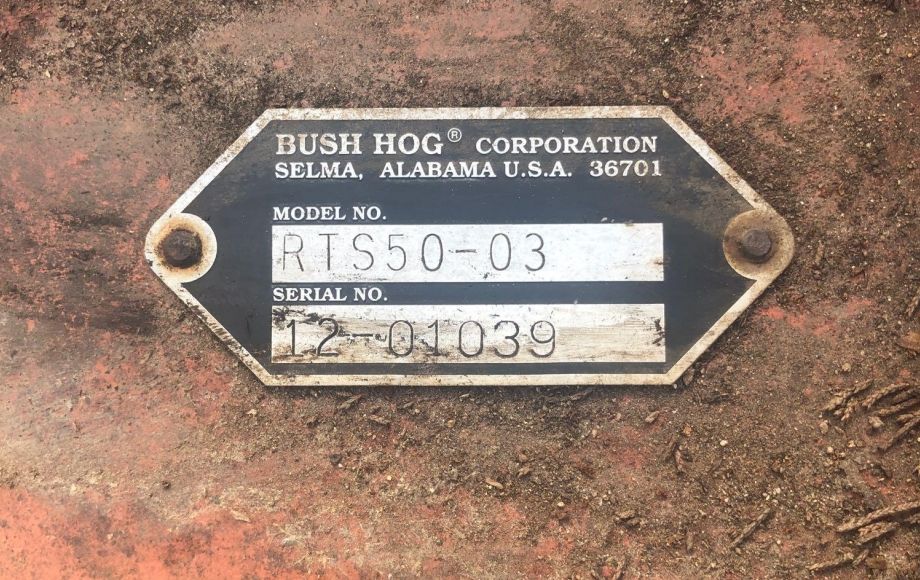 BUSH HOG® CORPORATION
SELMA, ALABAMA U.S.A. 36701
MODEL NO.
RTS50-03
SERIAL NO.
12-01039